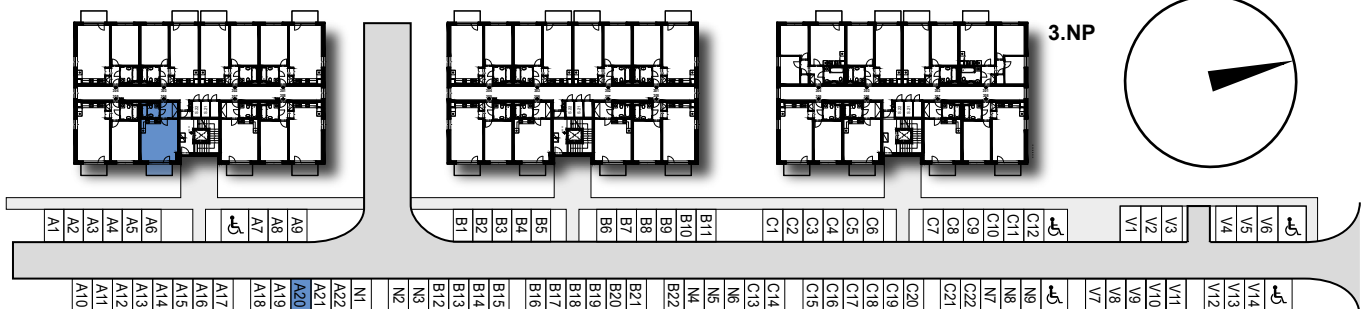 3.NP
A1 A2 A3 A4 A5 A6 A7 A8 A9 B1 B2 B3 B4 B5 B6 B7 B8 B9 B10 B11 C1 C2 C3 C4 C5 C6 C7 C8 C9 C10 C11 C12 V1 V2 V3 V4 V5 V6
A10 A11 A12 A13 A14 A15 A16 A17 A18 A19 A20 A21 A22 N1 N2 N3 B12 B13 B14 B15 B16 B17 B18 B19 B20 B21 B22 N4 N5 N6 C13 C14 C15 C16 C17 C18 C19 C20 C21 C22 N7 N8 N9 V7 V8 V9 V10 V11 V12 V13 V14